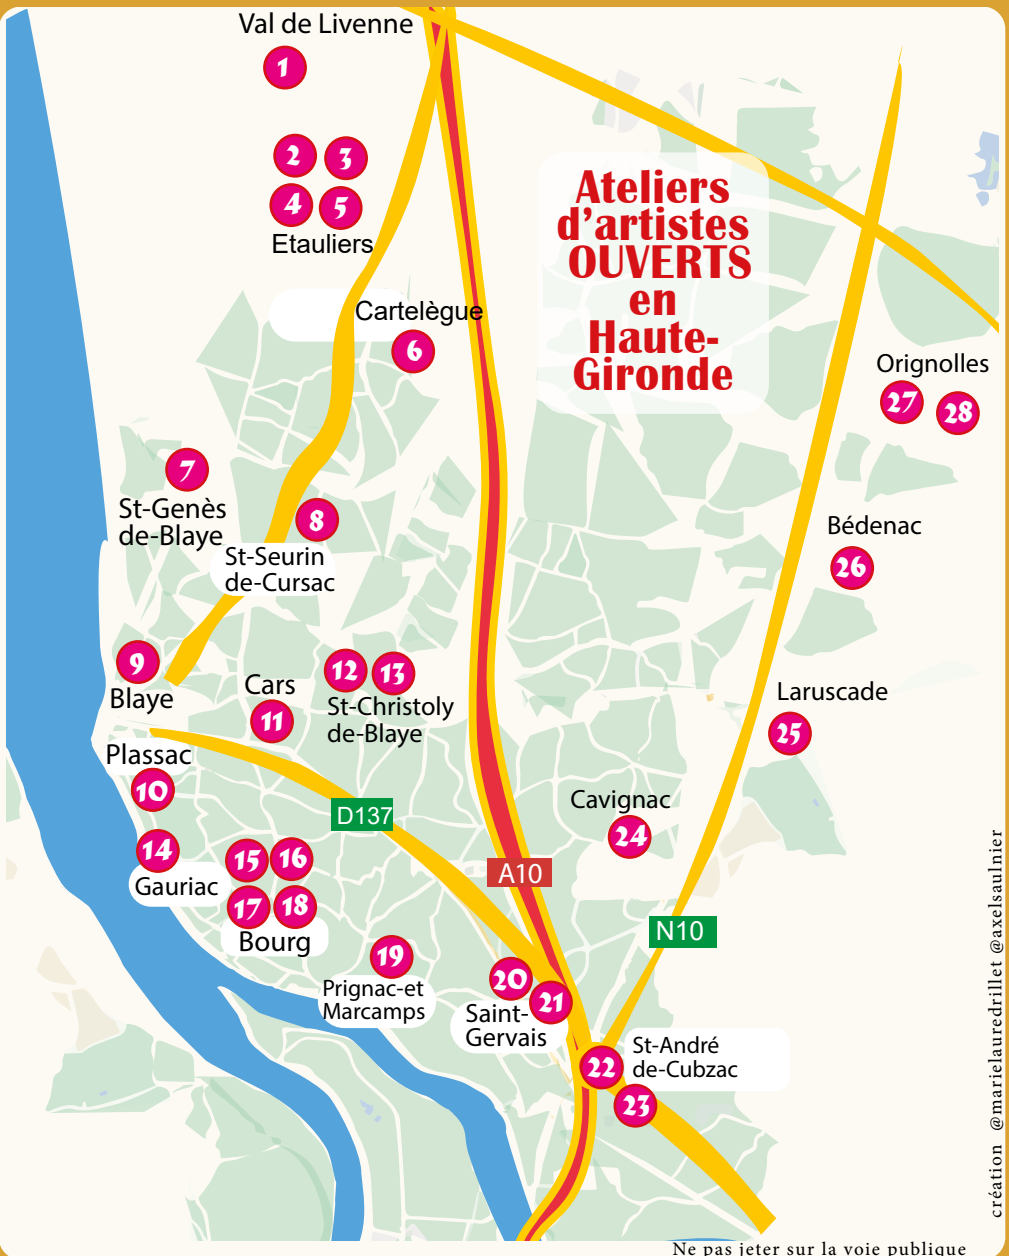 Val de Livenne
1
2
3
4
5
Etauliers
Ateliers
d'artistes
OUVERTS
en
Haute-
Gironde
Cartelègue
6
Orignolles
27
28
7
St-Genès
de-Blaye
8
St-Seurin
de-Cursac
Bédenac
26
9
Blaye
Cars
11
12
13
St-Christoly
de-Blaye
Laruscade
25
Plassac
10
D137
Cavignac
24
14
Gauriac
15
16
17
18
Bourg
A10
N10
19
Prignac-et
Marcamps
20
21
Saint-
Gervais
22
St-André
de-Cubzac
23
création @marielauredrillet @axelsaulnier
Ne pas jeter sur la voie publique